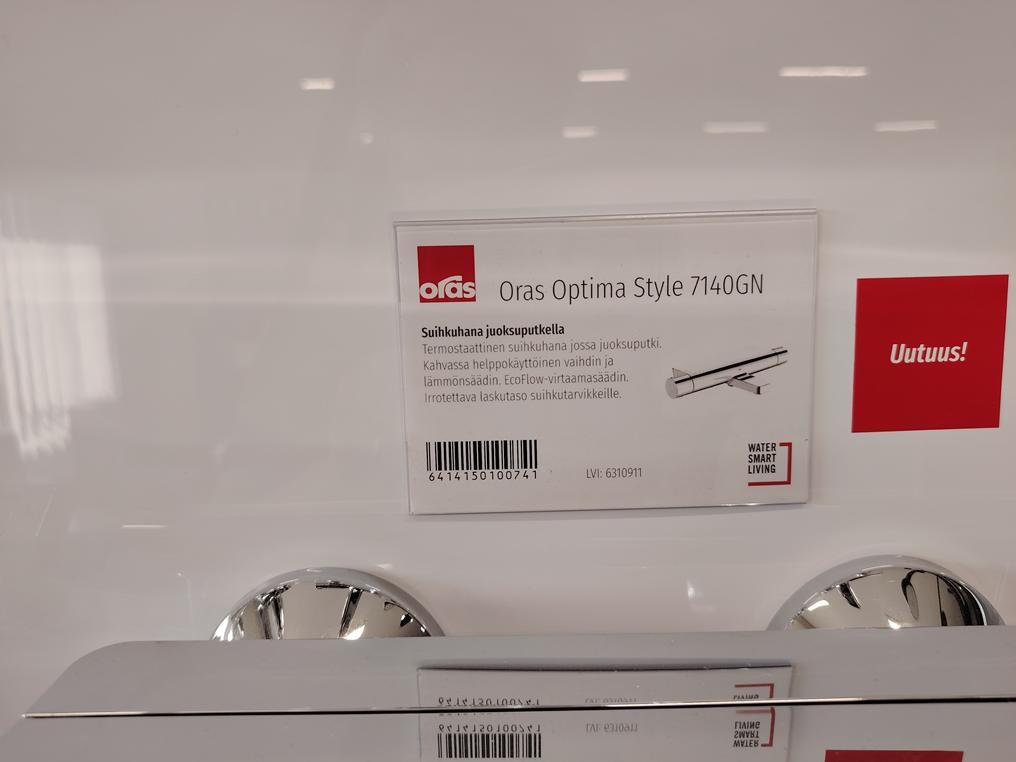 oras
Oras Optima Style 7140GN
Suihkuhana juoksuputkella
Termostaattinen suihkuhana jossa juoksuputki.
Kahvassa helppokäyttöinen vaihdin ja
lämmönsäädin. EcoFlow-virtaamasäädin.
Irrotettava laskutaso suihkutarvikkeille.
6414150100741
LVI: 6310911
WATER
SMART
LIVING
Uutuus!